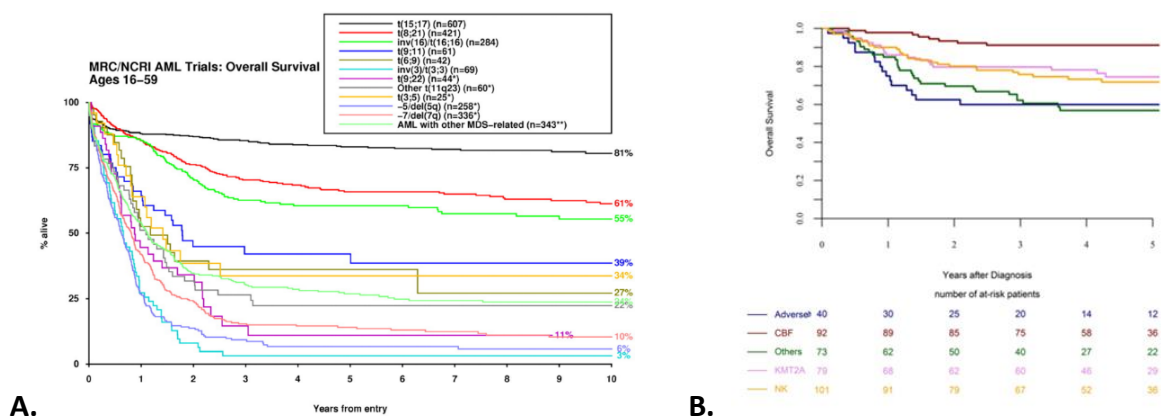 t(15;17) (n=607)
t(8;21) (n=421)
inv(16)/t(16;16) (n=284)
t(9;11) (n=61)
t(6;9) (n=42)
inv(3)/t(3;3) (n=69)
t(9;22) (n=44*)
Other t(11q23) (n=60*)
t(3;5) (n=25*)
−5/del(5q) (n=258*)
−7/del(7q) (n=336*)
AML with other MDS−related (n=343**)
MRC/NCRI AML Trials: Overall Survival
Ages 16−59
100
75
50
25
0
% alive
81%
61%
55%
39%
34%
27%
22%
11%
10%
6%
3%
0 1 2 3 4 5 6 7 8 9 10
Years from entry
A.
1.0
0.8
0.6
0.4
0.2
0.0
Overall Survival
0 1 2 3 4 5
Years after Diagnosis
number of at-risk patients
40 30 25 20 14 12
CBF 92 89 85 75 58 36
Others 73 62 50 40 27 22
KMT2A 79 68 62 60 46 29
NK 101 91 79 67 52 36
B.